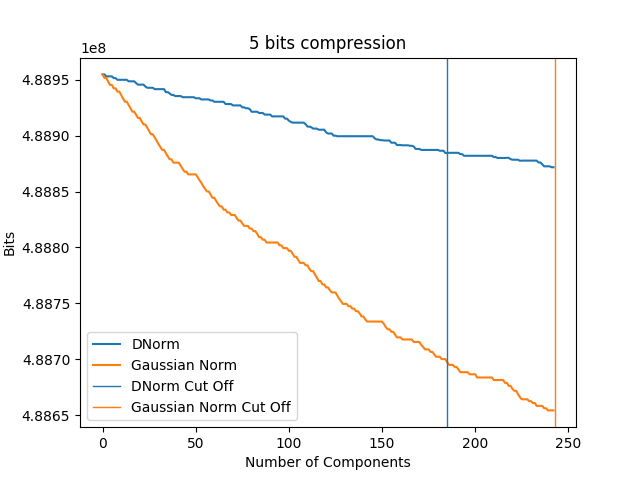 5 bits compression
1e8
4.8895
4.8890
4.8885
4.8880
4.8875
4.8870
4.8865
Bits
DNorm
Gaussian Norm
DNorm Cut Off
Gaussian Norm Cut Off
0 50 100 150 200 250
Number of Components